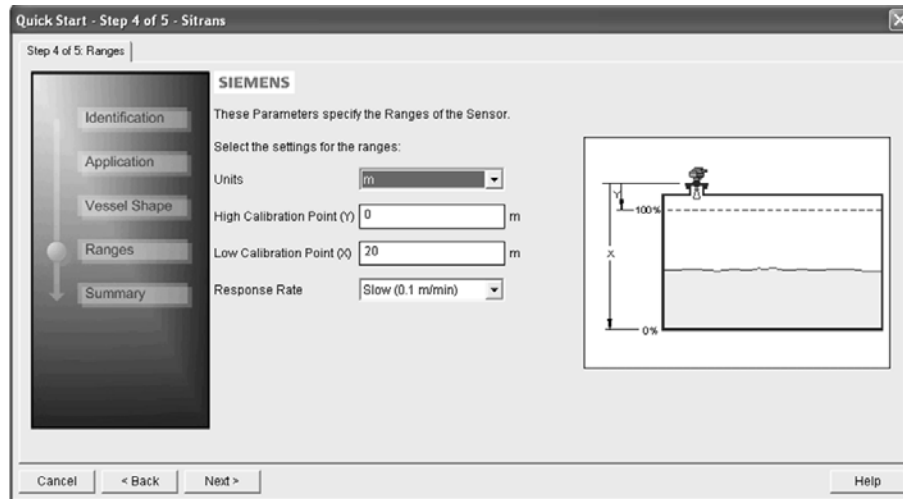 Quick Start - Step 4 of 5 - Sitrans
Step 4 of 5: Ranges
SIEMENS
Identification
Application
Vessel Shape
Ranges
Summary
These Parameters specify the Ranges of the Sensor.
Select the settings for the ranges:
Units m
High Calibration Point (Y) 0 m
Low Calibration Point (X) 20 m
Response Rate Slow (0.1 m/min)
Y
100%
X
0%
Cancel < Back Next > Help